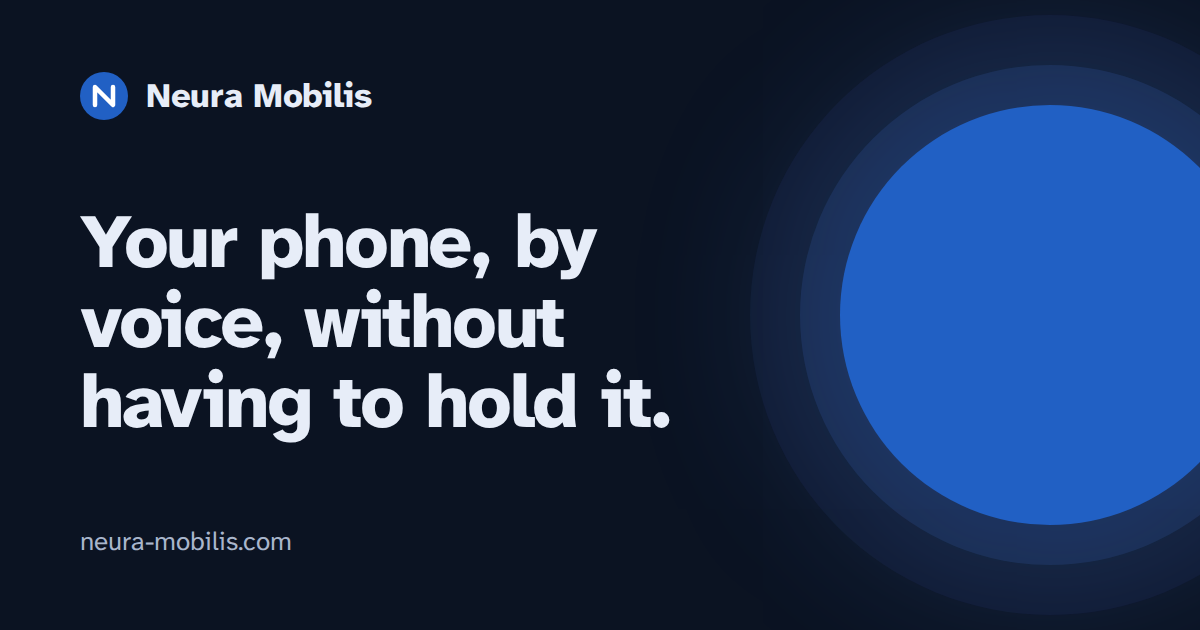 N
Neura Mobilis
Your phone, by
voice, without
having to hold it.
neura-mobilis.com